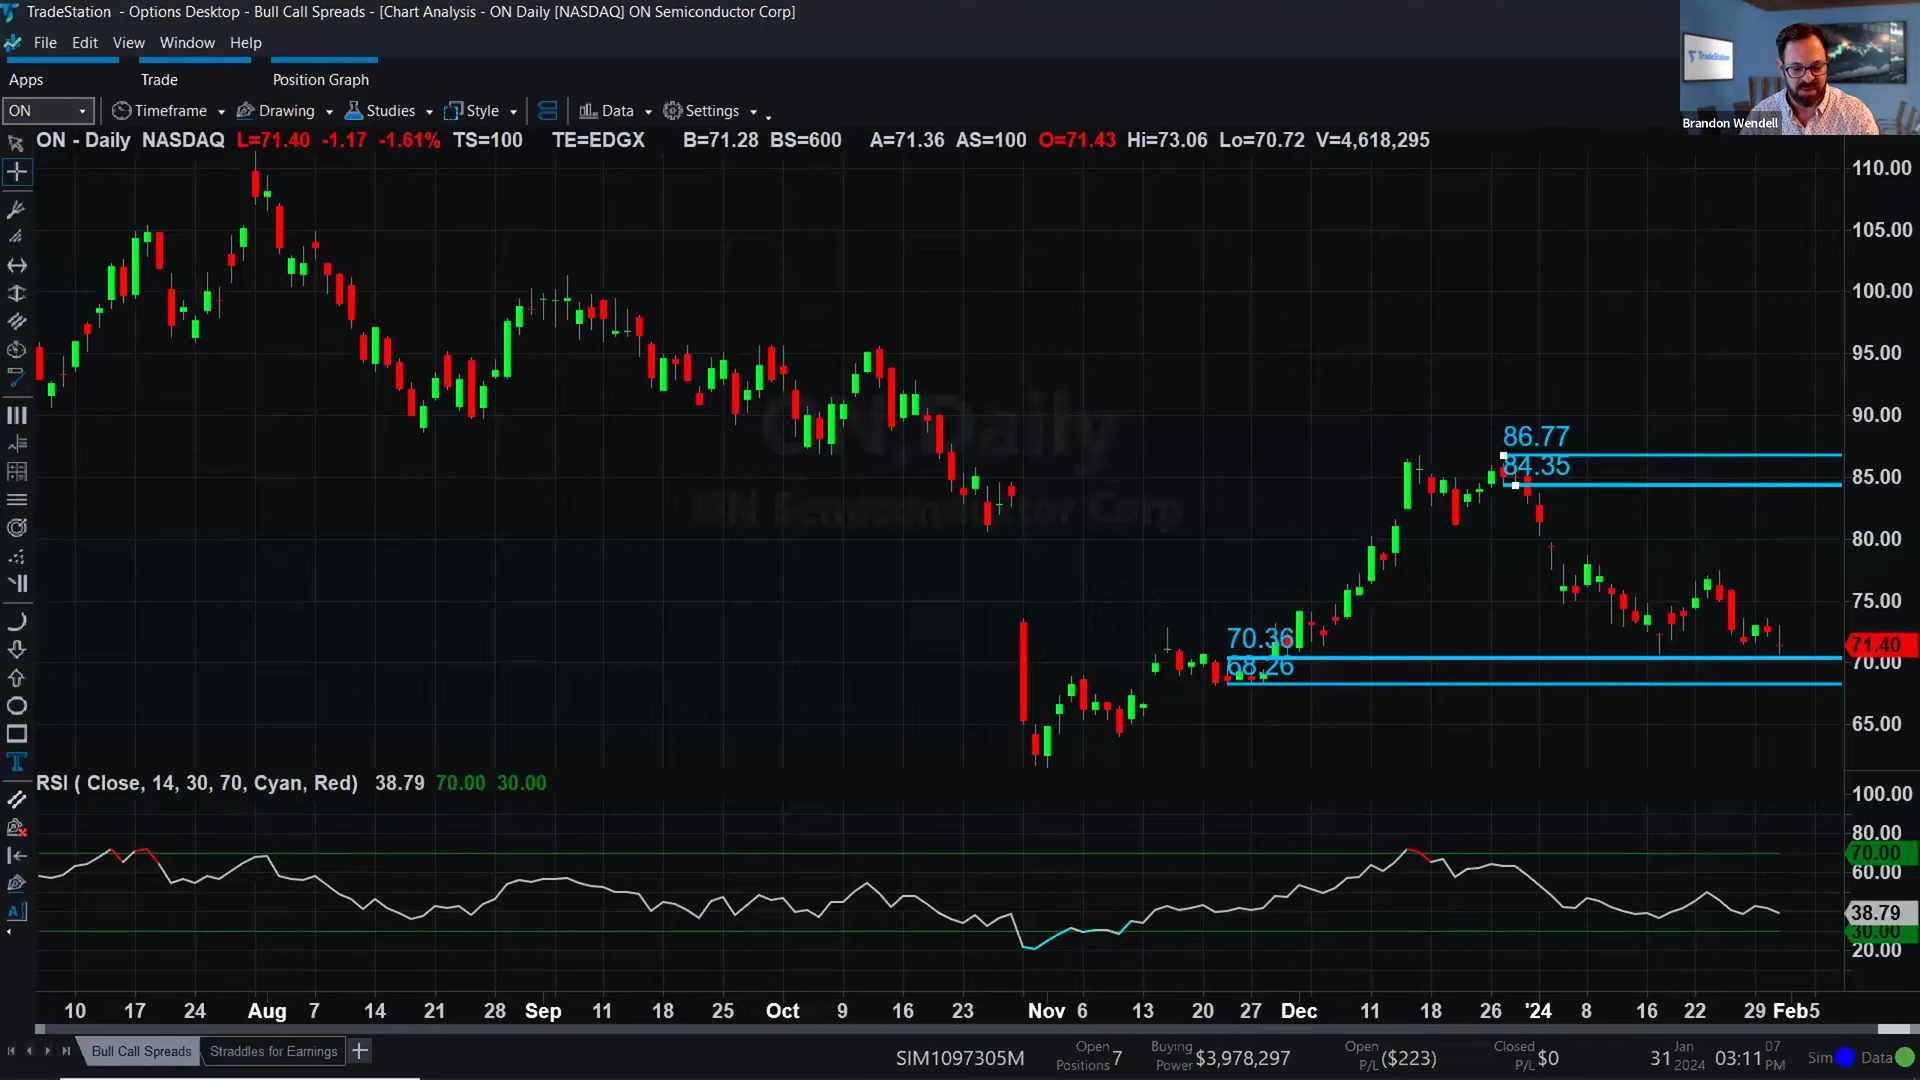 TradeStation - Options Desktop - Bull Call Spreads - [Chart Analysis - ON Daily [NASDAQ] ON Semiconductor Corp]
File Edit View Window Help
Apps Trade Position Graph
ON Timeframe Drawing Studies Style Data Settings
TradeStation
Brandon Wendell
ON - Daily NASDAQ L=71.40 -1.17 -1.61% TS=100 TE=EDGX B=71.28 BS=600 A=71.36 AS=100 O=71.43 Hi=73.06 Lo=70.72 V=4,618,295
110.00
105.00
100.00
95.00
90.00
ON,Daily
ON Semiconductor Corp
86.77
84.35
85.00
80.00
75.00
70.36
68.26
71.40
70.00
65.00
RSI ( Close, 14, 30, 70, Cyan, Red) 38.79 70.00 30.00
100.00
80.00
70.00
60.00
38.79
30.00
20.00
10 17 24 Aug 7 14 21 28 Sep 11 18 25 Oct 9 16 23 Nov 6 13 20 27 Dec 11 18 26 '24 8 16 22 29 Feb 5
Bull Call Spreads Straddles for Earnings
SIM1097305M Open Positions 7 Buying Power $3,978,297 Open P/L ($223) Closed P/L $0 31 Jan 2024 03:11 07 PM Sim Data